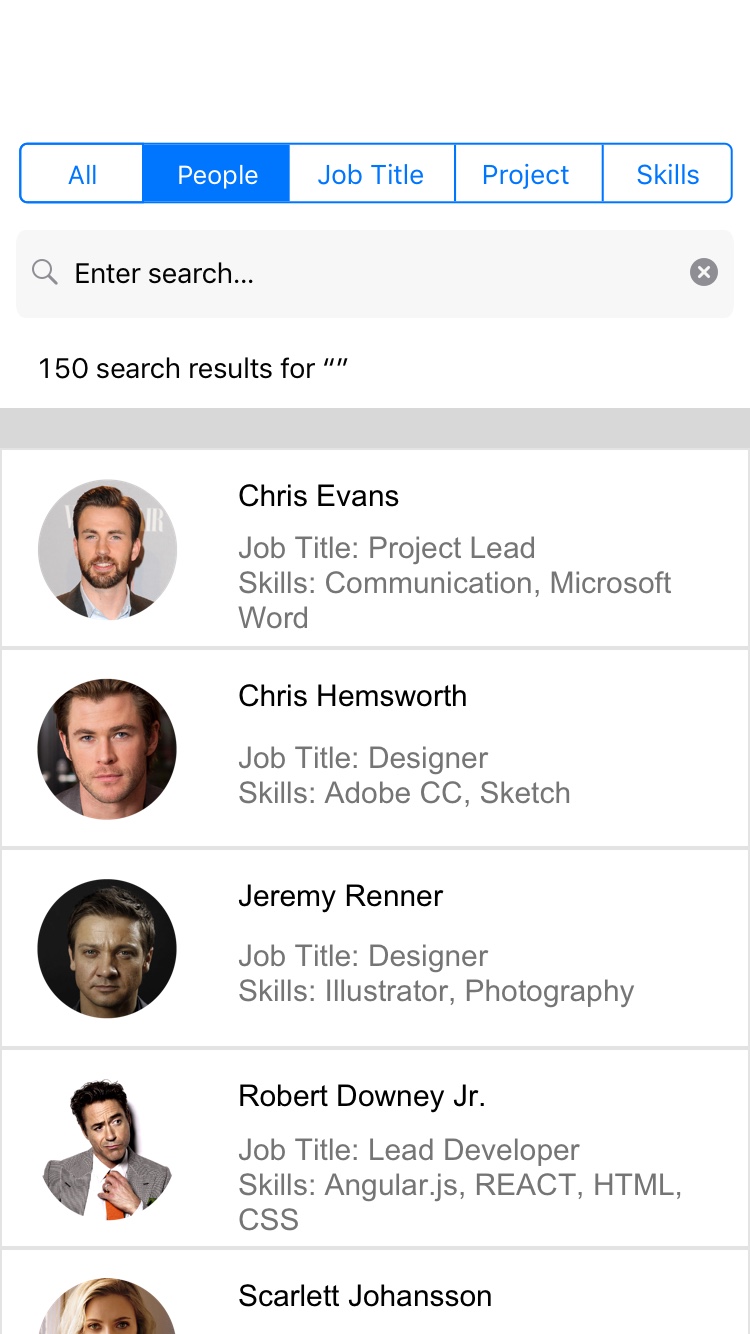 All People Job Title Project Skills
Enter search...
150 search results for “”
Chris Evans
Job Title: Project Lead
Skills: Communication, Microsoft
Word
Chris Hemsworth
Job Title: Designer
Skills: Adobe CC, Sketch
Jeremy Renner
Job Title: Designer
Skills: Illustrator, Photography
Robert Downey Jr.
Job Title: Lead Developer
Skills: Angular.js, REACT, HTML,
CSS
Scarlett Johansson